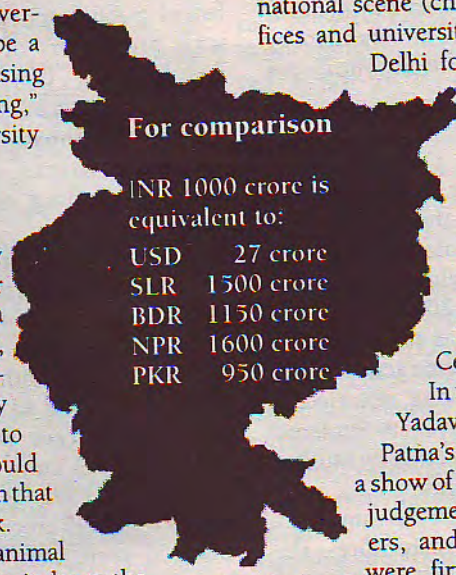 ver-
be a
sing
ng,”
rsity
y
to
ould
n that
k.
animal
For comparison
INR 1000 crore is
equivalent to:
USD 27 crore
SLR 1500 crore
BDR 1150 crore
NPR 1600 crore
PKR 950 crore
national scene (ch
fices and universit
Delhi fo
Ce
In
Yadav
Patna's
a show of
judgeme
ers, and
were fir